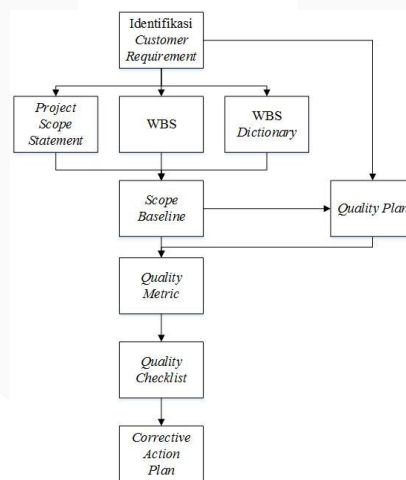 Identifikasi
Customer
Requirement
Project
Scope
Statement
WBS
WBS
Dictionary
Scope
Baseline
Quality Plan
Quality
Metric
Quality
Checklist
Corrective
Action
Plan